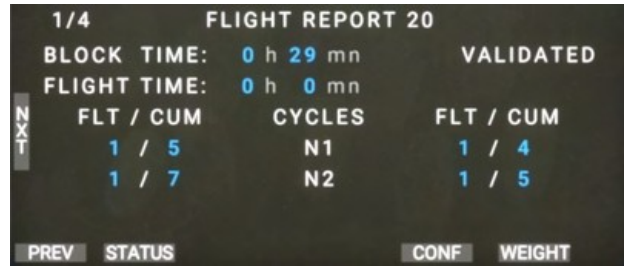 1/4 FLIGHT REPORT 20
BLOCK TIME: 0 h 29 mn VALIDATED
FLIGHT TIME: 0 h 0 mn
NXT FLT / CUM CYCLES FLT / CUM
1 / 5 N1 1 / 4
1 / 7 N2 1 / 5
PREV STATUS CONF WEIGHT